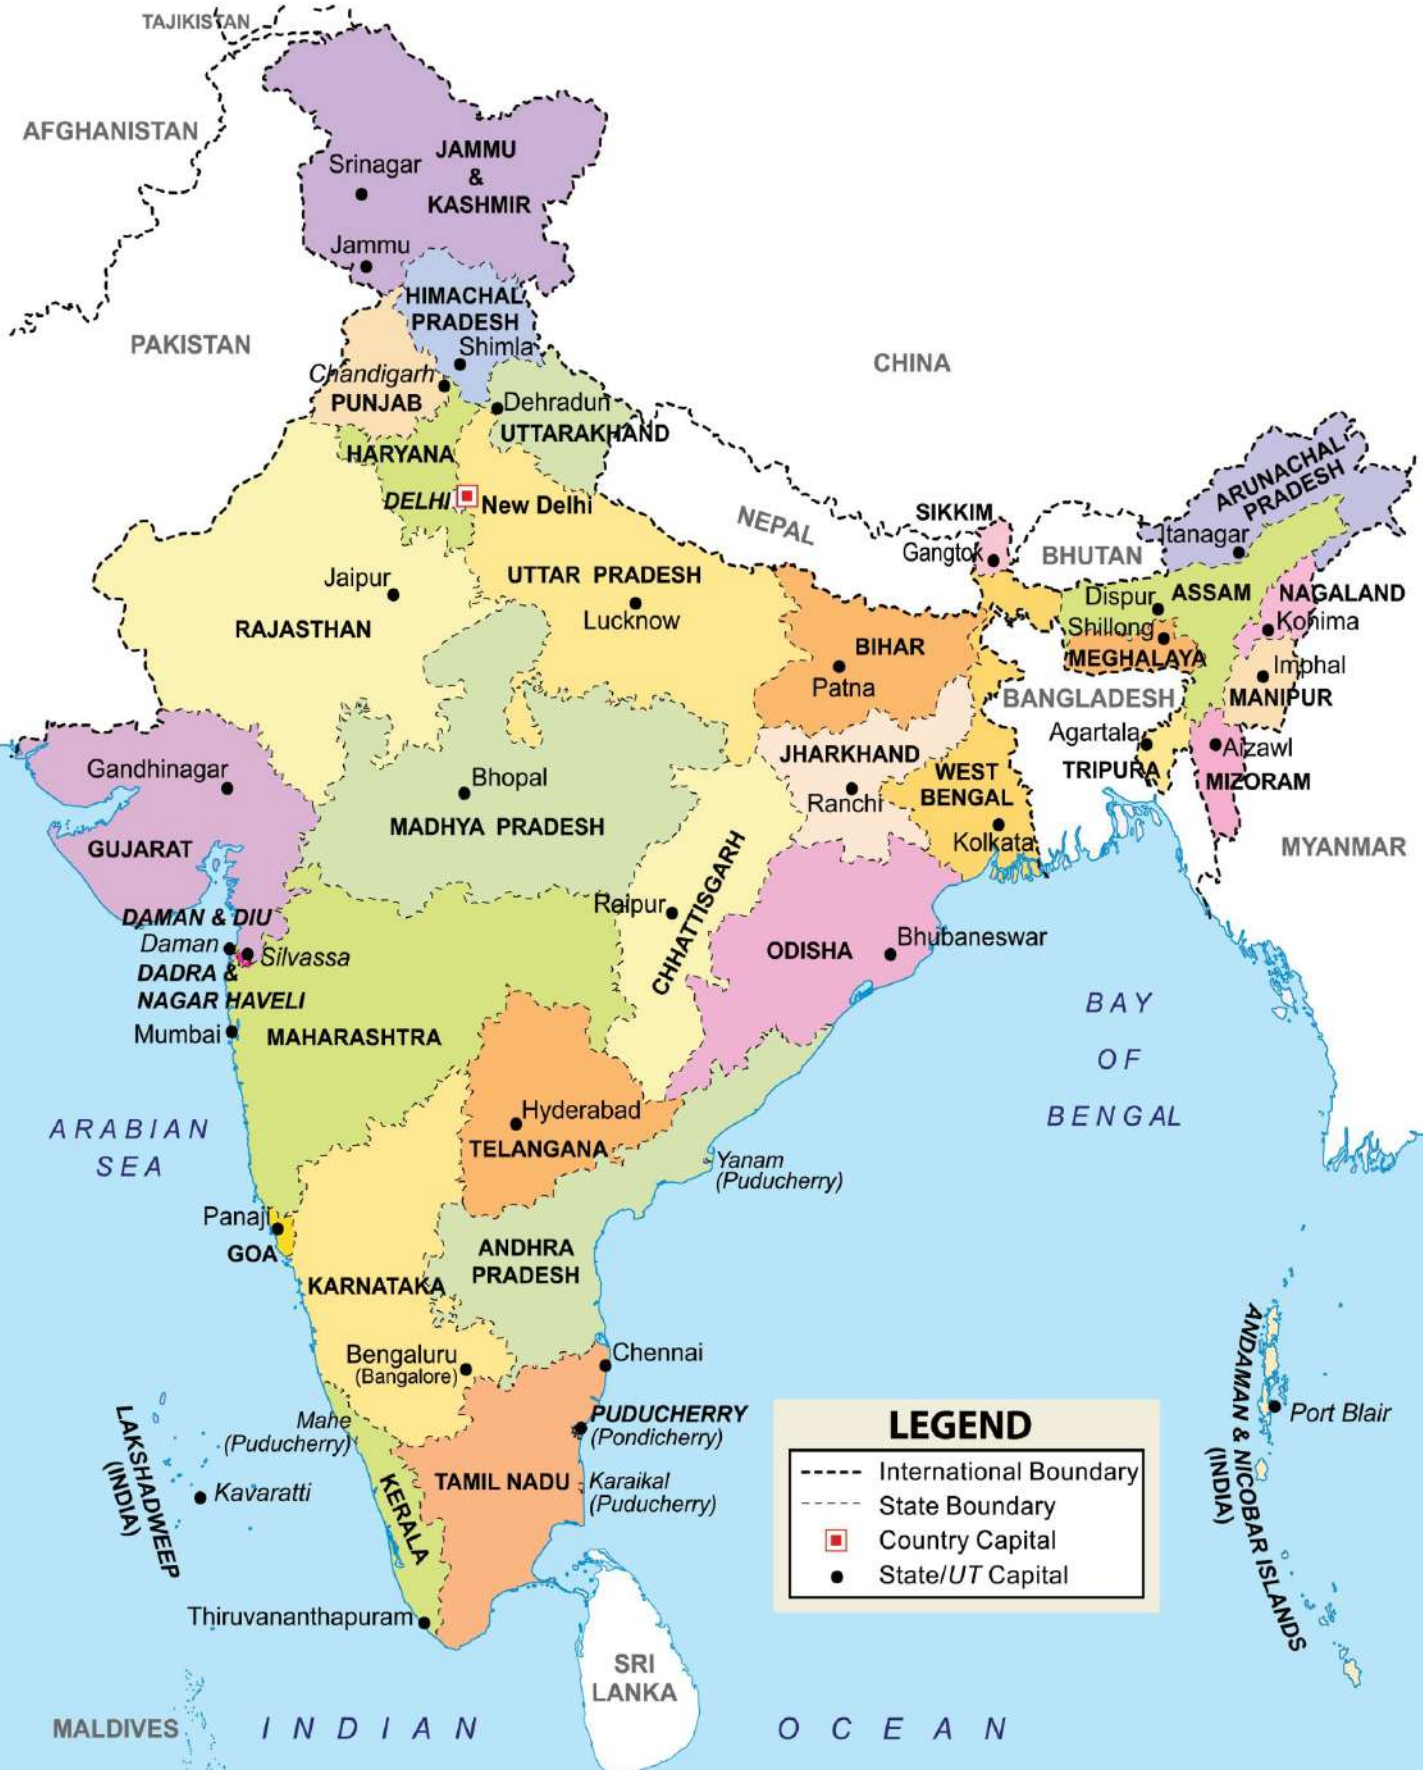 TAJIKISTAN
AFGHANISTAN
Srinagar
JAMMU
&
KASHMIR
Jammu
HIMACHAL
PRADESH
Shimla
PAKISTAN
CHINA
Chandigarh
PUNJAB
Dehradun
UTTARAKHAND
HARYANA
DELHI
New Delhi
ARUNACHAL
PRADESH
Itanagar
SIKKIM
Gangtok
NEPAL
BHUTAN
Jaipur
RAJASTHAN
UTTAR PRADESH
Lucknow
BIHAR
Patna
Dispur
ASSAM
NAGALAND
Kohima
Shillong
MEGHALAYA
Imphal
MANIPUR
BANGLADESH
Agartala
TRIPURA
Aizawl
MIZORAM
Gandhinagar
GUJARAT
Bhopal
MADHYA PRADESH
JHARKHAND
Ranchi
WEST
BENGAL
Kolkata
MYANMAR
CHHATTISGARH
Raipur
DAMAN & DIU
Daman
Silvassa
DADRA &
NAGAR HAVELI
ODISHA
Bhubaneswar
Mumbai
MAHARASHTRA
BAY
OF
BENGAL
ARABIAN
SEA
Hyderabad
TELANGANA
Yanam
(Puducherry)
Panaji
GOA
KARNATAKA
ANDHRA
PRADESH
Bengaluru
(Bangalore)
Chennai
Mahe
(Puducherry)
PUDUCHERRY
(Pondicherry)
LAKSHADWEEP
(INDIA)
Kavaratti
KERALA
TAMIL NADU
Karaikal
(Puducherry)
Thiruvananthapuram
LEGEND
International Boundary
State Boundary
Country Capital
State/UT Capital
ANDAMAN & NICOBAR ISLANDS
(INDIA)
Port Blair
SRI
LANKA
MALDIVES
INDIAN OCEAN